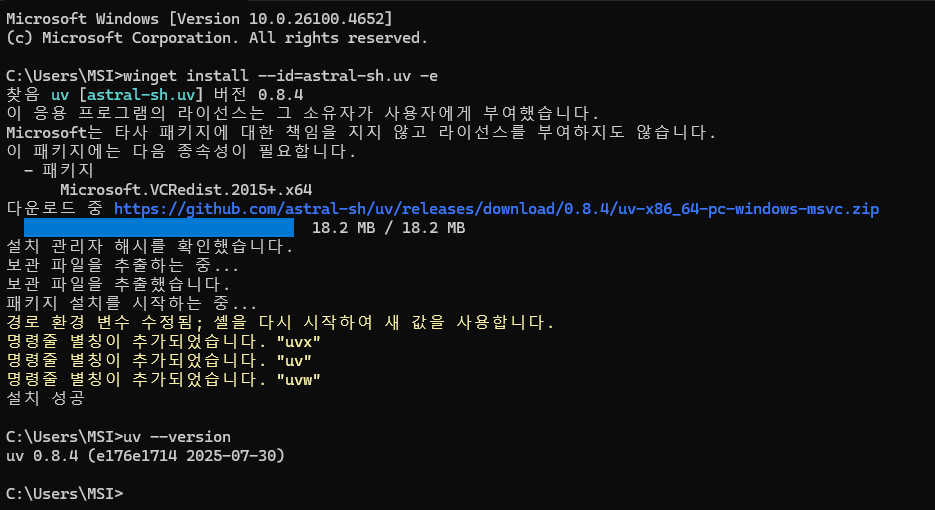 Microsoft Windows [Version 10.0.26100.4652]
(c) Microsoft Corporation. All rights reserved.
C:\Users\MSI>winget install --id=astral-sh.uv -e
찾음 uv [astral-sh.uv] 버전 0.8.4
이 응용 프로그램의 라이선스는 그 소유자가 사용자에게 부여했습니다.
Microsoft는 타사 패키지에 대한 책임을 지지 않고 라이선스를 부여하지도 않습니다.
이 패키지에는 다음 종속성이 필요합니다.
- 패키지
Microsoft.VCRedist.2015+.x64
다운로드 중 https://github.com/astral-sh/uv/releases/download/0.8.4/uv-x86_64-pc-windows-msvc.zip
18.2 MB / 18.2 MB
설치 관리자 해시를 확인했습니다.
보관 파일을 추출하는 중...
보관 파일을 추출했습니다.
패키지 설치를 시작하는 중...
경로 환경 변수 수정됨; 셸을 다시 시작하여 새 값을 사용합니다.
명령줄 별칭이 추가되었습니다. "uvx"
명령줄 별칭이 추가되었습니다. "uv"
명령줄 별칭이 추가되었습니다. "uvw"
설치 성공
C:\Users\MSI>uv --version
uv 0.8.4 (e176e1714 2025-07-30)
C:\Users\MSI>